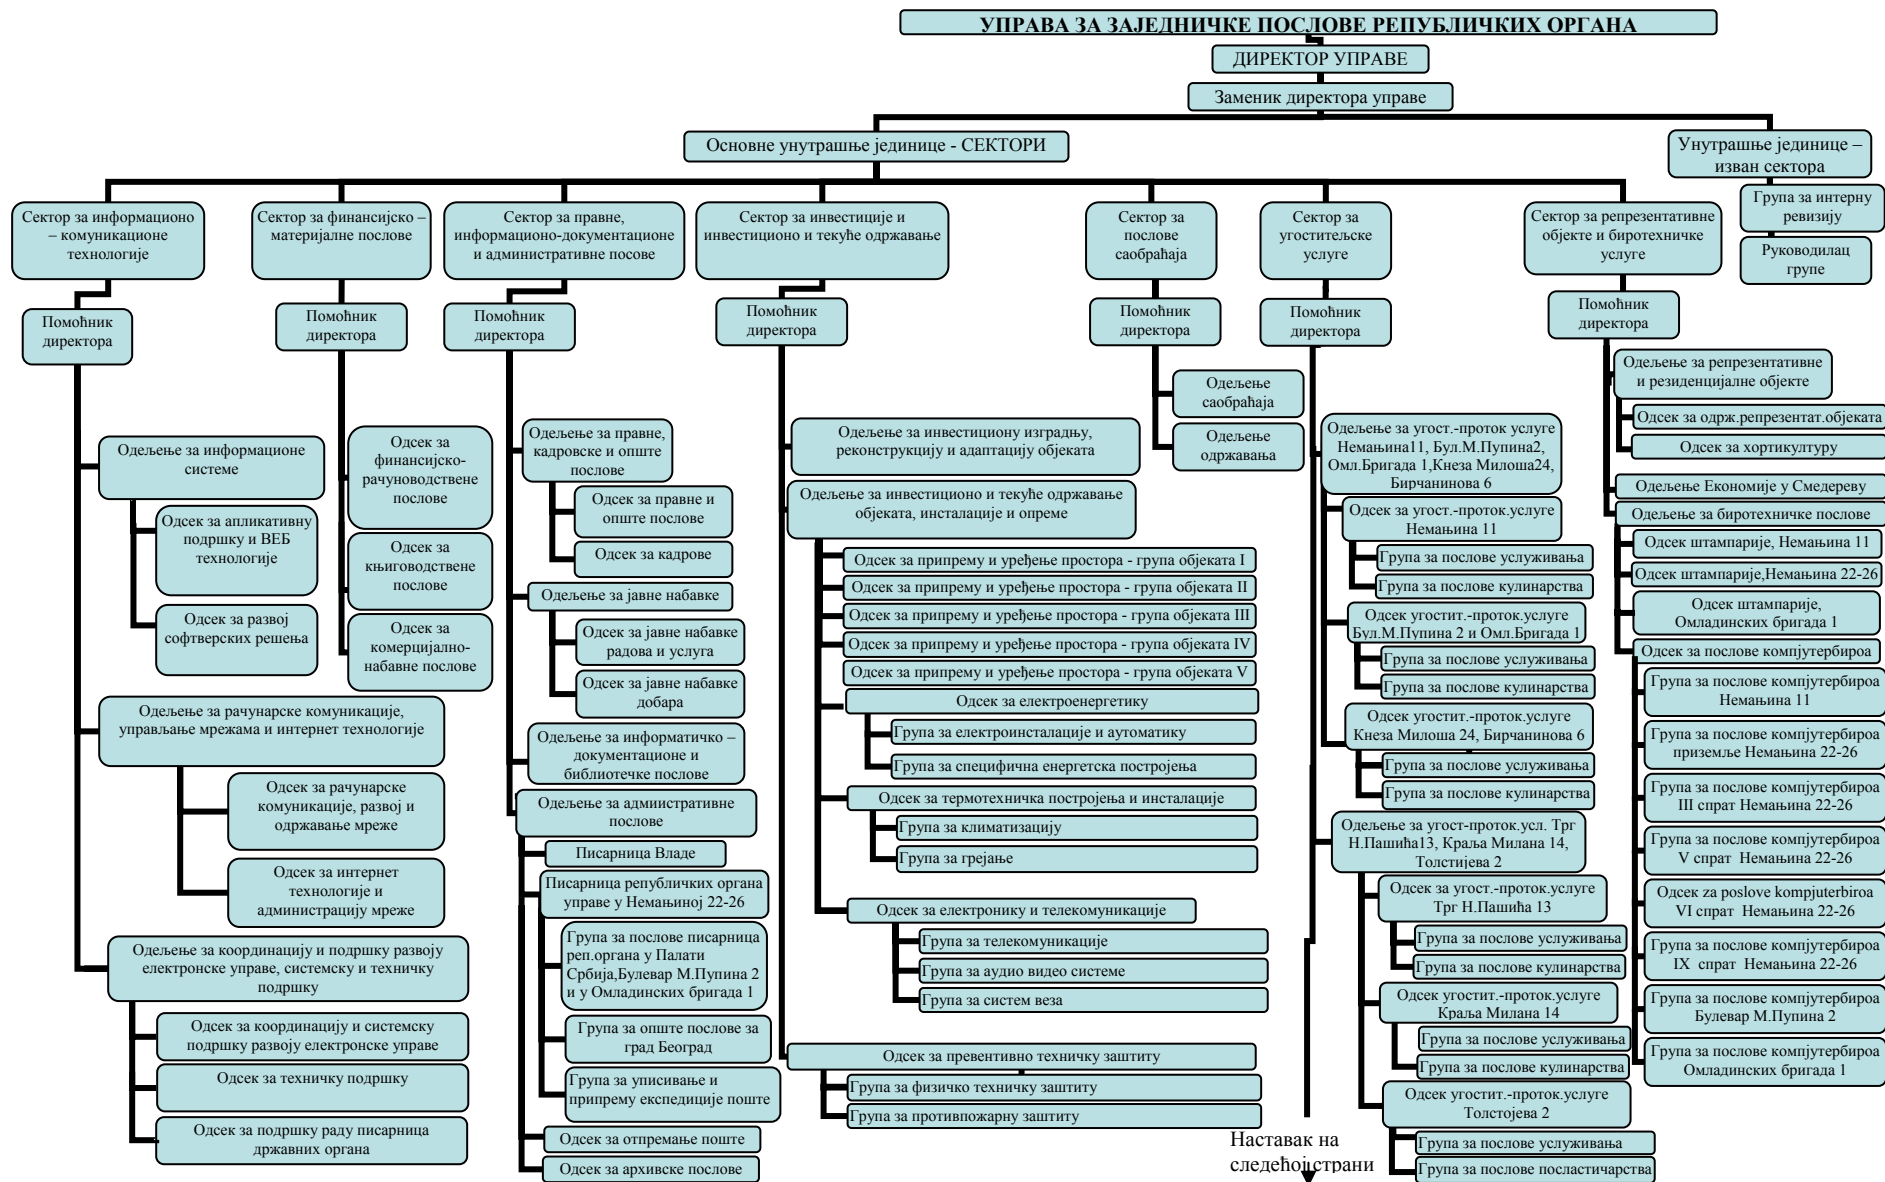 УПРАВА ЗА ЗАЈЕДНИЧКЕ ПОСЛОВЕ РЕПУБЛИЧКИХ ОРГАНА
ДИРЕКТОР УПРАВЕ
Заменик директора управе
Основне унутрашње јединице - СЕКТОРИ
Унутрашње јединице –
изван сектора
Група за интерну
ревизију
Руководилац
групе
Сектор за информационо
– комуникационе
технологије
Помоћник
директора
Одељење за информационе
системе
Одсек за апликативну
подршку и ВЕБ
технологије
Одсек за развој
софтверских решења
Одељење за рачунарске комуникације,
управљање мрежама и интернет технологије
Одсек за рачунарске
комуникације, развој и
одржавање мреже
Одсек за интернет
технологије и
администрацију мреже
Одељење за координацију и подршку развоју
електронске управе, системску и техничку
подршку
Одсек за координацију и системску
подршку развоју електронске управе
Одсек за техничку подршку
Одсек за подршку раду писарница
државних органа
Сектор за финансијско –
материјалне послове
Помоћник
директора
Одсек за
финансијско-
рачуноводствене
послове
Одсек за
књиговодствене
послове
Одсек за
комерцијално-
набавне послове
Сектор за правне,
информационо-документационе
и административне посове
Помоћник
директора
Одељење за правне,
кадровске и опште
послове
Одсек за правне и
опште послове
Одсек за кадрове
Одељење за јавне набавке
Одсек за јавне набавке
радова и услуга
Одсек за јавне набавке
добара
Одељење за информатичко –
документационе и
библиотечке послове
Одељење за адмиистративне
послове
Писарница Владе
Писарница републичких органа
управе у Немањиној 22-26
Група за послове писарница
реп.органа у Палати
Србија,Булевар М.Пупина 2
и у Омладинских бригада 1
Група за опште послове за
град Београд
Група за уписивање и
припрему експедиције поште
Одсек за отпремање поште
Одсек за архивске послове
Сектор за инвестиције и
инвестиционо и текуће одржавање
Помоћник
директора
Одељење за инвестициону изградњу,
реконструкцију и адаптацију објеката
Одељење за инвестиционо и текуће одржавање
објеката, инсталације и опреме
Одсек за припрему и уређење простора - група објеката I
Одсек за припрему и уређење простора - група објеката II
Одсек за припрему и уређење простора - група објеката III
Одсек за припрему и уређење простора - група објеката IV
Одсек за припрему и уређење простора - група објеката V
Одсек за електроенергетику
Група за електроинсталације и аутоматику
Група за специфична енергетска постројења
Одсек за термотехничка постројења и инсталације
Група за климатизацију
Група за грејање
Одсек за електронику и телекомуникације
Група за телекомуникације
Група за аудио видео системе
Група за систем веза
Одсек за превентивно техничку заштиту
Група за физичко техничку заштиту
Група за противпожарну заштиту
Сектор за
послове
саобраћаја
Помоћник
директора
Одељење
саобраћаја
Одељење
одржавања
Сектор за
угоститељске
услуге
Помоћник
директора
Одељење за угост.-проток услуге
Немањина11, Бул.М.Пупина2,
Омл.Бригада 1,Кнеза Милоша24,
Бирчанинова 6
Одсек за угост.-проток.услуге
Немањина 11
Група за послове услуживања
Група за послове кулинарства
Одсек угостит.-проток.услуге
Бул.М.Пупина 2 и Омл.Бригада 1
Група за послове услуживања
Група за послове кулинарства
Одсек угостит.-проток.услуге
Кнеза Милоша 24, Бирчанинова 6
Група за послове услуживања
Група за послове кулинарства
Одељење за угост-проток.усл. Трг
Н.Пашића13, Краља Милана 14,
Толстијева 2
Одсек за угост.-проток.услуге
Трг Н.Пашића 13
Група за послове услуживања
Група за послове кулинарства
Одсек угостит.-проток.услуге
Краља Милана 14
Група за послове услуживања
Група за послове кулинарства
Одсек угостит.-проток.услуге
Толстојева 2
Група за послове услуживања
Група за послове посластичарства
Наставак на
следећој страни
Сектор за репрезентативне
објекте и биротехничке
услуге
Помоћник
директора
Одељење за репрезентативне
и резиденцијалне објекте
Одсек за одрж.репрезентат.објеката
Одсек за хортикултуру
Одељење Економије у Смедереву
Одељење за биротехничке послове
Одсек штампарије, Немањина 11
Одсек штампарије,Немањина 22-26
Одсек штампарије,
Омладинских бригада 1
Одсек за послове компјутербироа
Група за послове компјутербироа
Немањина 11
Група за послове компјутербироа
приземље Немањина 22-26
Група за послове компјутербироа
III спрат Немањина 22-26
Група за послове компјутербироа
V спрат Немањина 22-26
Одсек za poslove kompjuterbiroa
VI спрат Немањина 22-26
Група за послове компјутербироа
IX спрат Немањина 22-26
Група за послове компјутербироа
Булевар М.Пупина 2
Група за послове компјутербироа
Омладинских бригада 1